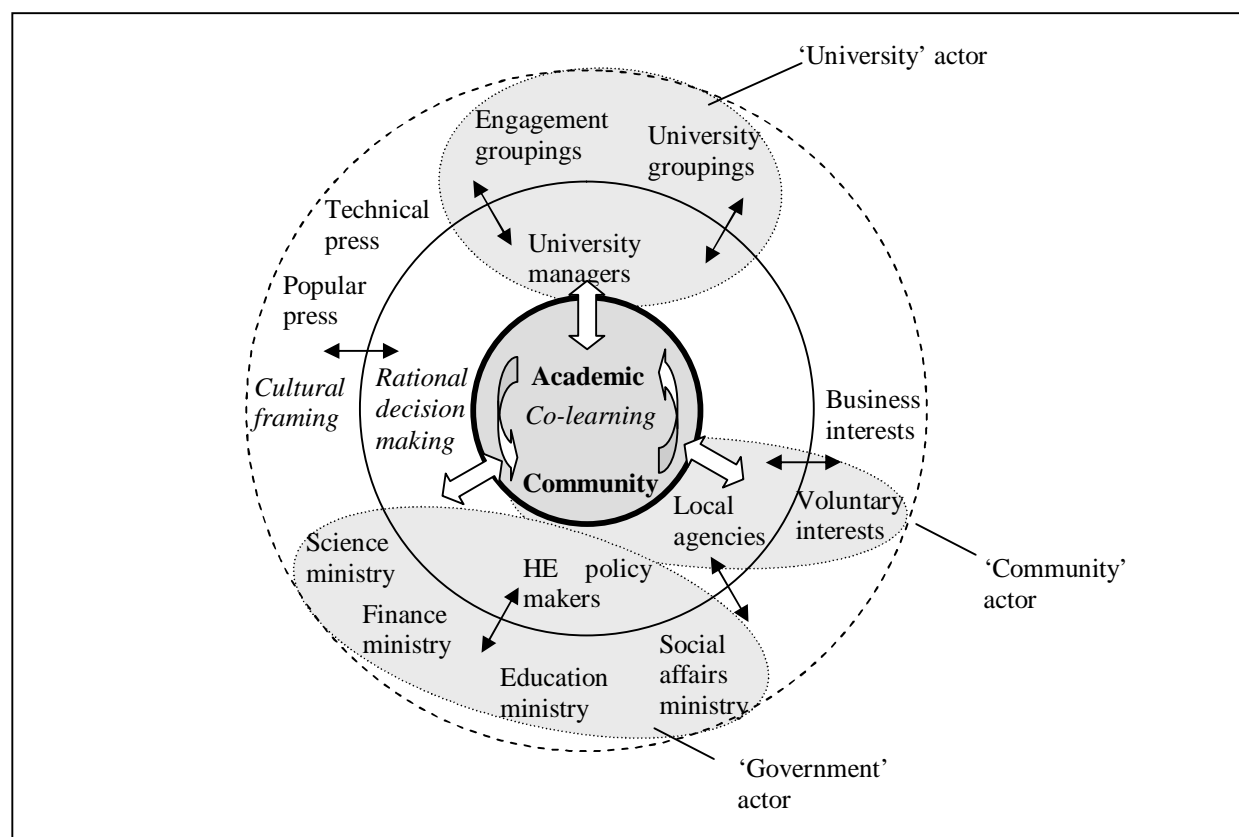 ‘University’ actor
Engagement
groupings
University
groupings
Technical
press
University
managers
Popular
press
Cultural
framing
Rational
decision
making
Academic
Co-learning
Community
Business
interests
Local
agencies
Voluntary
interests
Science
ministry
HE policy
makers
‘Community’
actor
Finance
ministry
Social
affairs
ministry
Education
ministry
‘Government’
actor